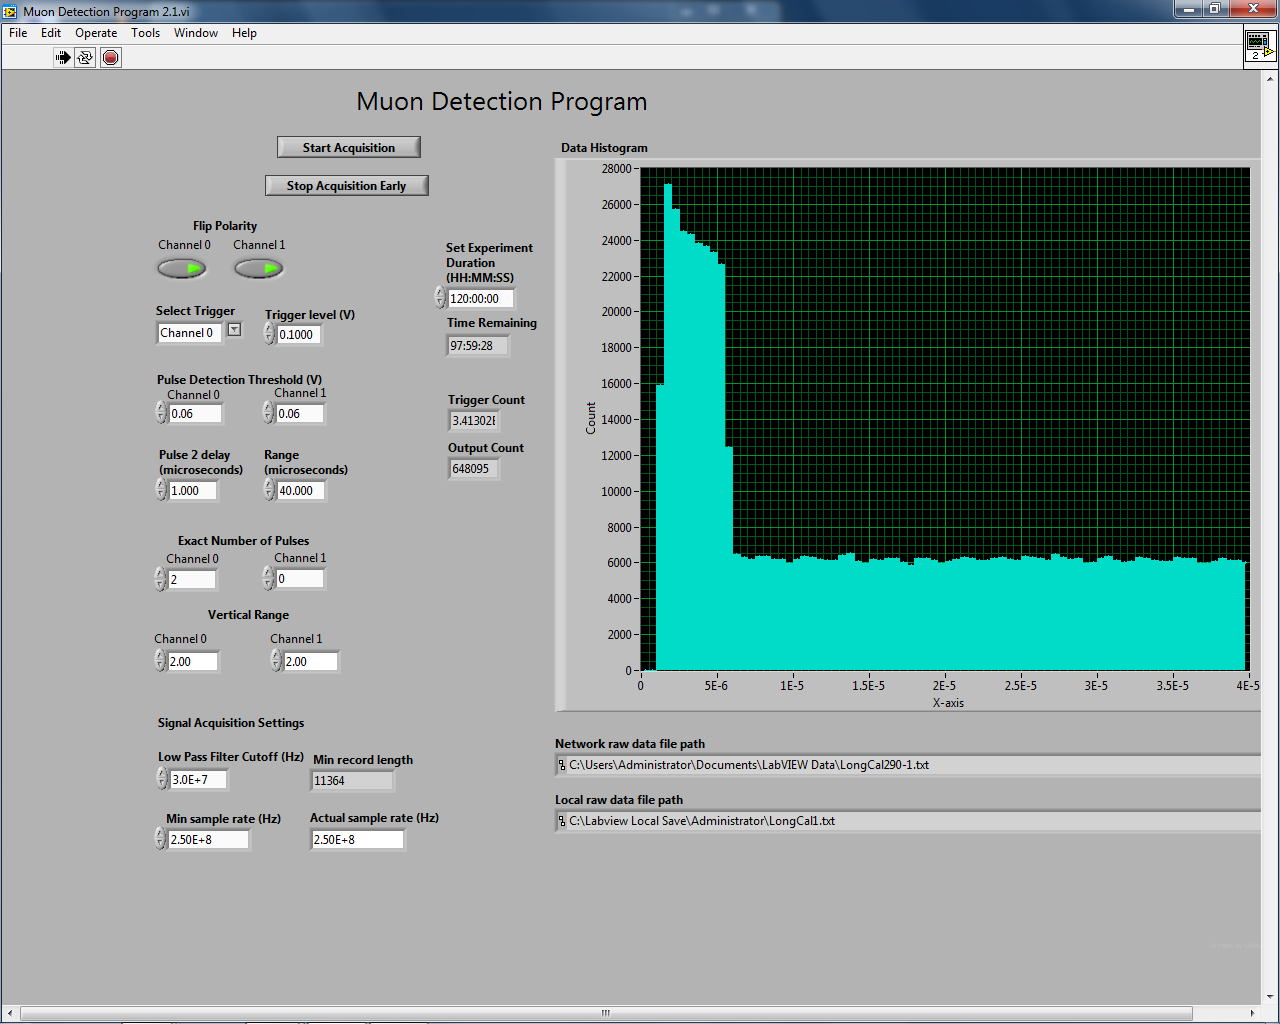 Muon Detection Program 2.1.vi
File Edit Operate Tools Window Help
2
Muon Detection Program
Start Acquisition
Stop Acquisition Early
Flip Polarity
Channel 0 Channel 1
Select Trigger
Channel 0
Trigger level (V)
0.1000
Pulse Detection Threshold (V)
Channel 0 Channel 1
0.06 0.06
Pulse 2 delay
(microseconds)
1.000
Range
(microseconds)
40.000
Exact Number of Pulses
Channel 0 Channel 1
2 0
Vertical Range
Channel 0 Channel 1
2.00 2.00
Signal Acquisition Settings
Low Pass Filter Cutoff (Hz)
3.0E+7
Min record length
11364
Min sample rate (Hz)
2.50E+8
Actual sample rate (Hz)
2.50E+8
Set Experiment
Duration
(HH:MM:SS)
120:00:00
Time Remaining
97:59:28
Trigger Count
3.41302E
Output Count
648095
Data Histogram
28000
26000
24000
22000
20000
18000
16000
14000
12000
10000
8000
6000
4000
2000
0
Count
0 5E-6 1E-5 1.5E-5 2E-5 2.5E-5 3E-5 3.5E-5 4E-5
X-axis
Network raw data file path
C:\Users\Administrator\Documents\LabVIEW Data\LongCal290-1.txt
Local raw data file path
C:\Labview Local Save\Administrator\LongCal1.txt